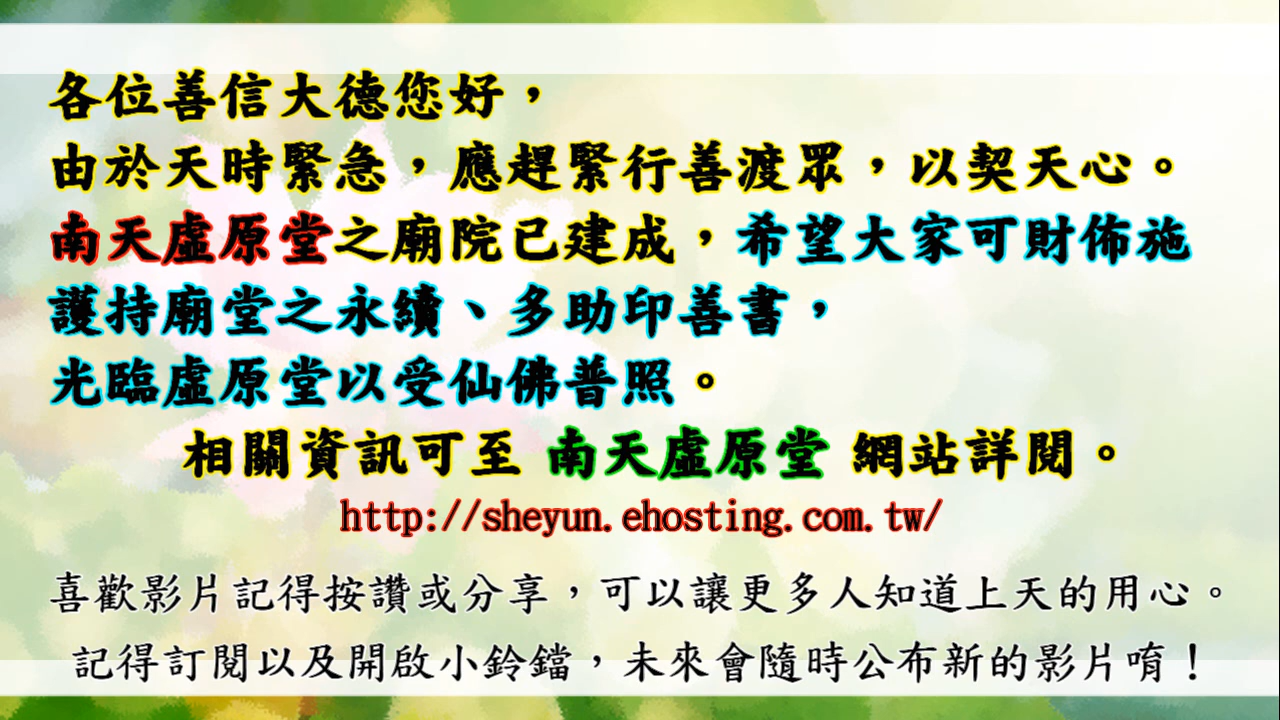 各位善信大德您好，
由於天時緊急，應趕緊行善渡眾，以契天心。
南天虛原堂之廟院已建成，希望大家可財佈施
護持廟堂之永續、多助印善書，
光臨虛原堂以受仙佛普照。
相關資訊可至 南天虛原堂 網站詳閱。
http://sheyun.ehosting.com.tw/
喜歡影片記得按讚或分享，可以讓更多人知道上天的用心。
記得訂閱以及開啟小鈴鐺，未來會隨時公布新的影片唷！